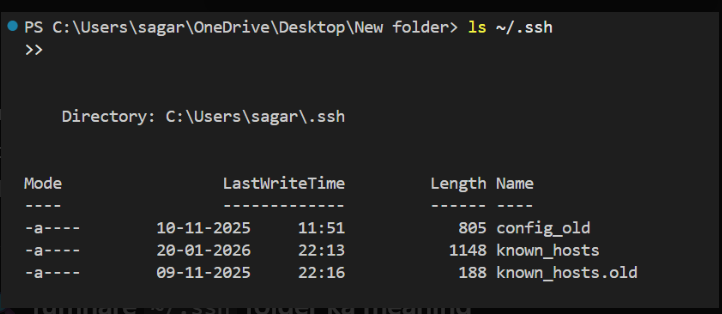 PS C:\Users\sagar\OneDrive\Desktop\New folder> ls ~/.ssh
>>
Directory: C:\Users\sagar\.ssh
Mode LastWriteTime Length Name
---- ------------- ------ ----
-a---- 10-11-2025 11:51 805 config_old
-a---- 20-01-2026 22:13 1148 known_hosts
-a---- 09-11-2025 22:16 188 known_hosts.old
~/.ssh folder ka meaning